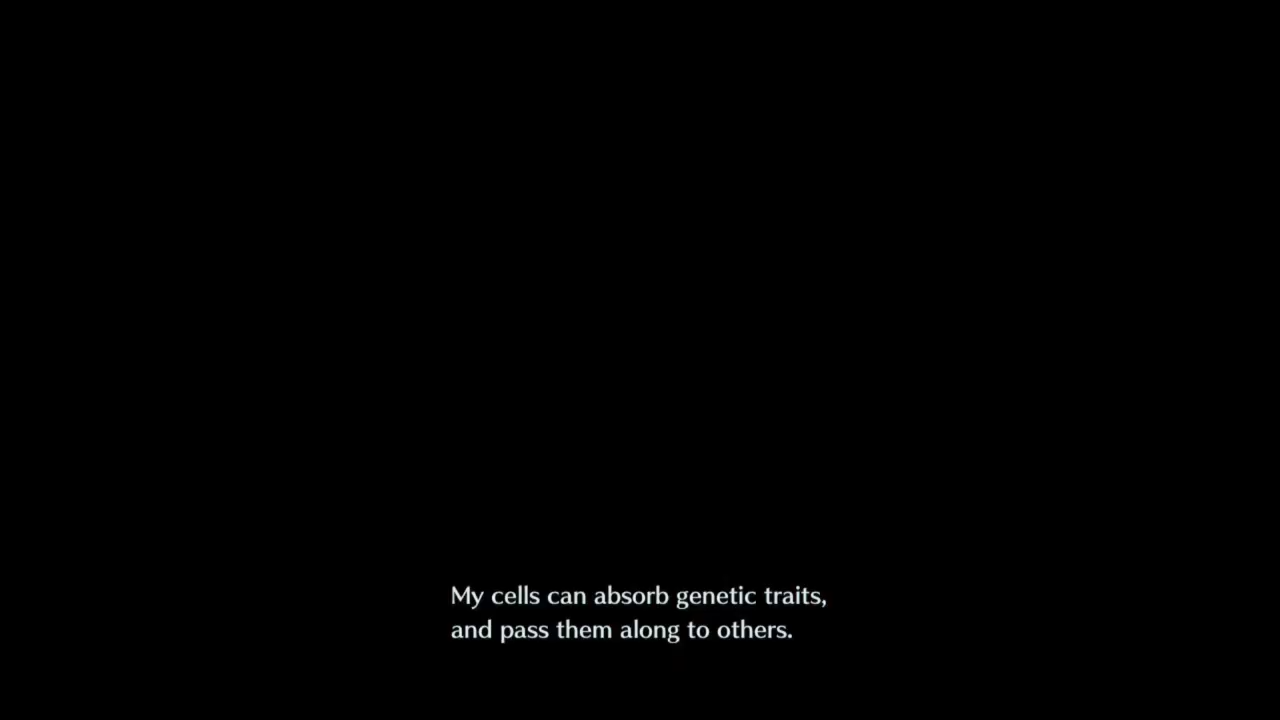 My cells can absorb genetic traits,
and pass them along to others.